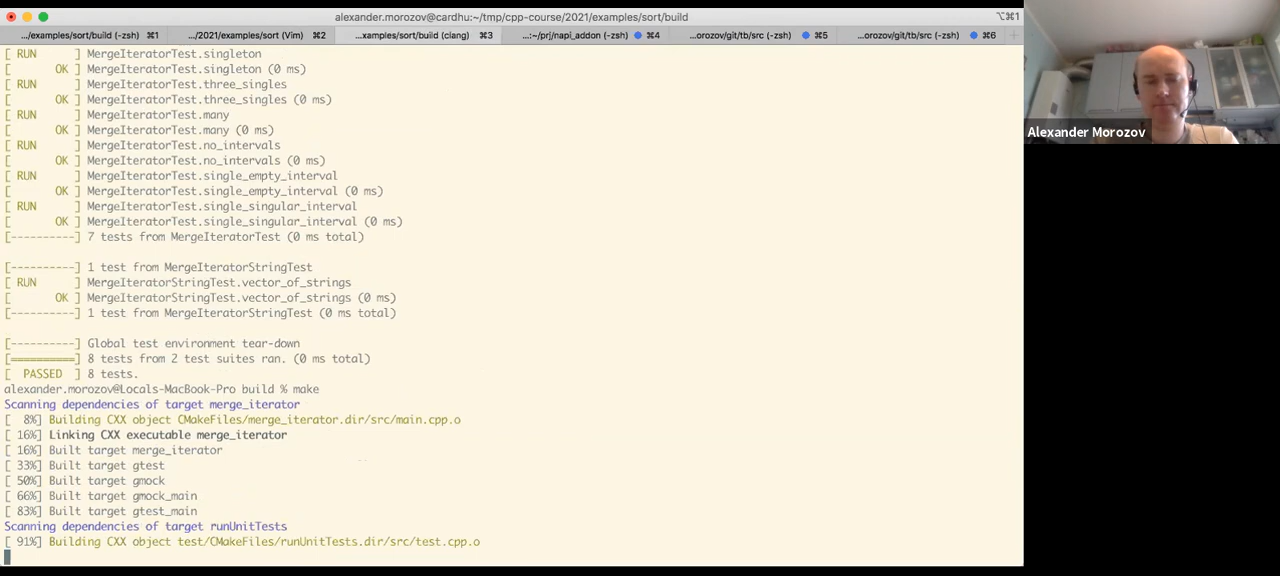 alexander.morozov@cardhu:~/tmp/cpp-course/2021/examples/sort/build
⌥⌘1
.../examples/sort/build (-zsh) ⌘1
.../2021/examples/sort (Vim) ⌘2
...xamples/sort/build (clang) ⌘3
...:~/prj/napi_addon (-zsh) ⌘4
...orozov/git/tb/src (-zsh) ⌘5
...orozov/git/tb/src (-zsh) ⌘6
[ RUN      ] MergeIteratorTest.singleton
[       OK ] MergeIteratorTest.singleton (0 ms)
[ RUN      ] MergeIteratorTest.three_singles
[       OK ] MergeIteratorTest.three_singles (0 ms)
[ RUN      ] MergeIteratorTest.many
[       OK ] MergeIteratorTest.many (0 ms)
[ RUN      ] MergeIteratorTest.no_intervals
[       OK ] MergeIteratorTest.no_intervals (0 ms)
[ RUN      ] MergeIteratorTest.single_empty_interval
[       OK ] MergeIteratorTest.single_empty_interval (0 ms)
[ RUN      ] MergeIteratorTest.single_singular_interval
[       OK ] MergeIteratorTest.single_singular_interval (0 ms)
[----------] 7 tests from MergeIteratorTest (0 ms total)
[----------] 1 test from MergeIteratorStringTest
[ RUN      ] MergeIteratorStringTest.vector_of_strings
[       OK ] MergeIteratorStringTest.vector_of_strings (0 ms)
[----------] 1 test from MergeIteratorStringTest (0 ms total)
[----------] Global test environment tear-down
[==========] 8 tests from 2 test suites ran. (0 ms total)
[  PASSED  ] 8 tests.
alexander.morozov@Locals-MacBook-Pro build % make
Scanning dependencies of target merge_iterator
[  8%] Building CXX object CMakeFiles/merge_iterator.dir/src/main.cpp.o
[ 16%] Linking CXX executable merge_iterator
[ 16%] Built target merge_iterator
[ 33%] Built target gtest
[ 50%] Built target gmock
[ 66%] Built target gmock_main
[ 83%] Built target gtest_main
Scanning dependencies of target runUnitTests
[ 91%] Building CXX object test/CMakeFiles/runUnitTests.dir/src/test.cpp.o
Alexander Morozov